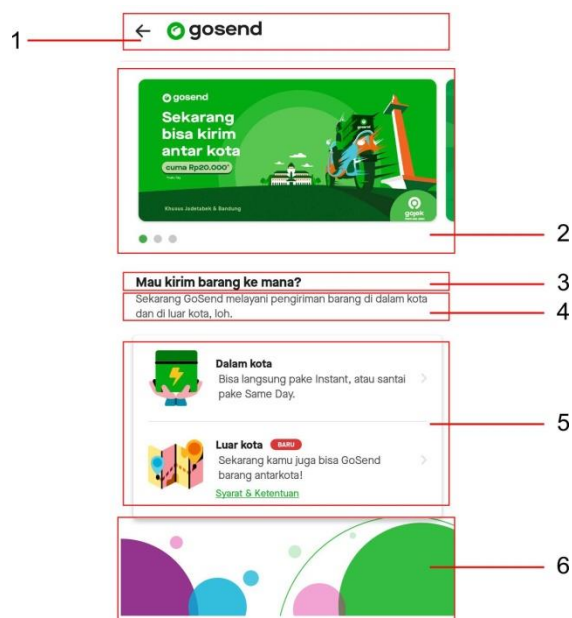 1
gosend
gosend
Sekarang
bisa kirim
antar kota
cuma Rp20.000*
Khusus Jadetabek & Bandung
gojek
2
Mau kirim barang ke mana?
3
Sekarang GoSend melayani pengiriman barang di dalam kota
dan di luar kota, loh.
4
Dalam kota
Bisa langsung pake Instant, atau santai
pake Same Day.
5
Luar kota BARU
Sekarang kamu juga bisa GoSend
barang antarkota!
Syarat & Ketentuan
6